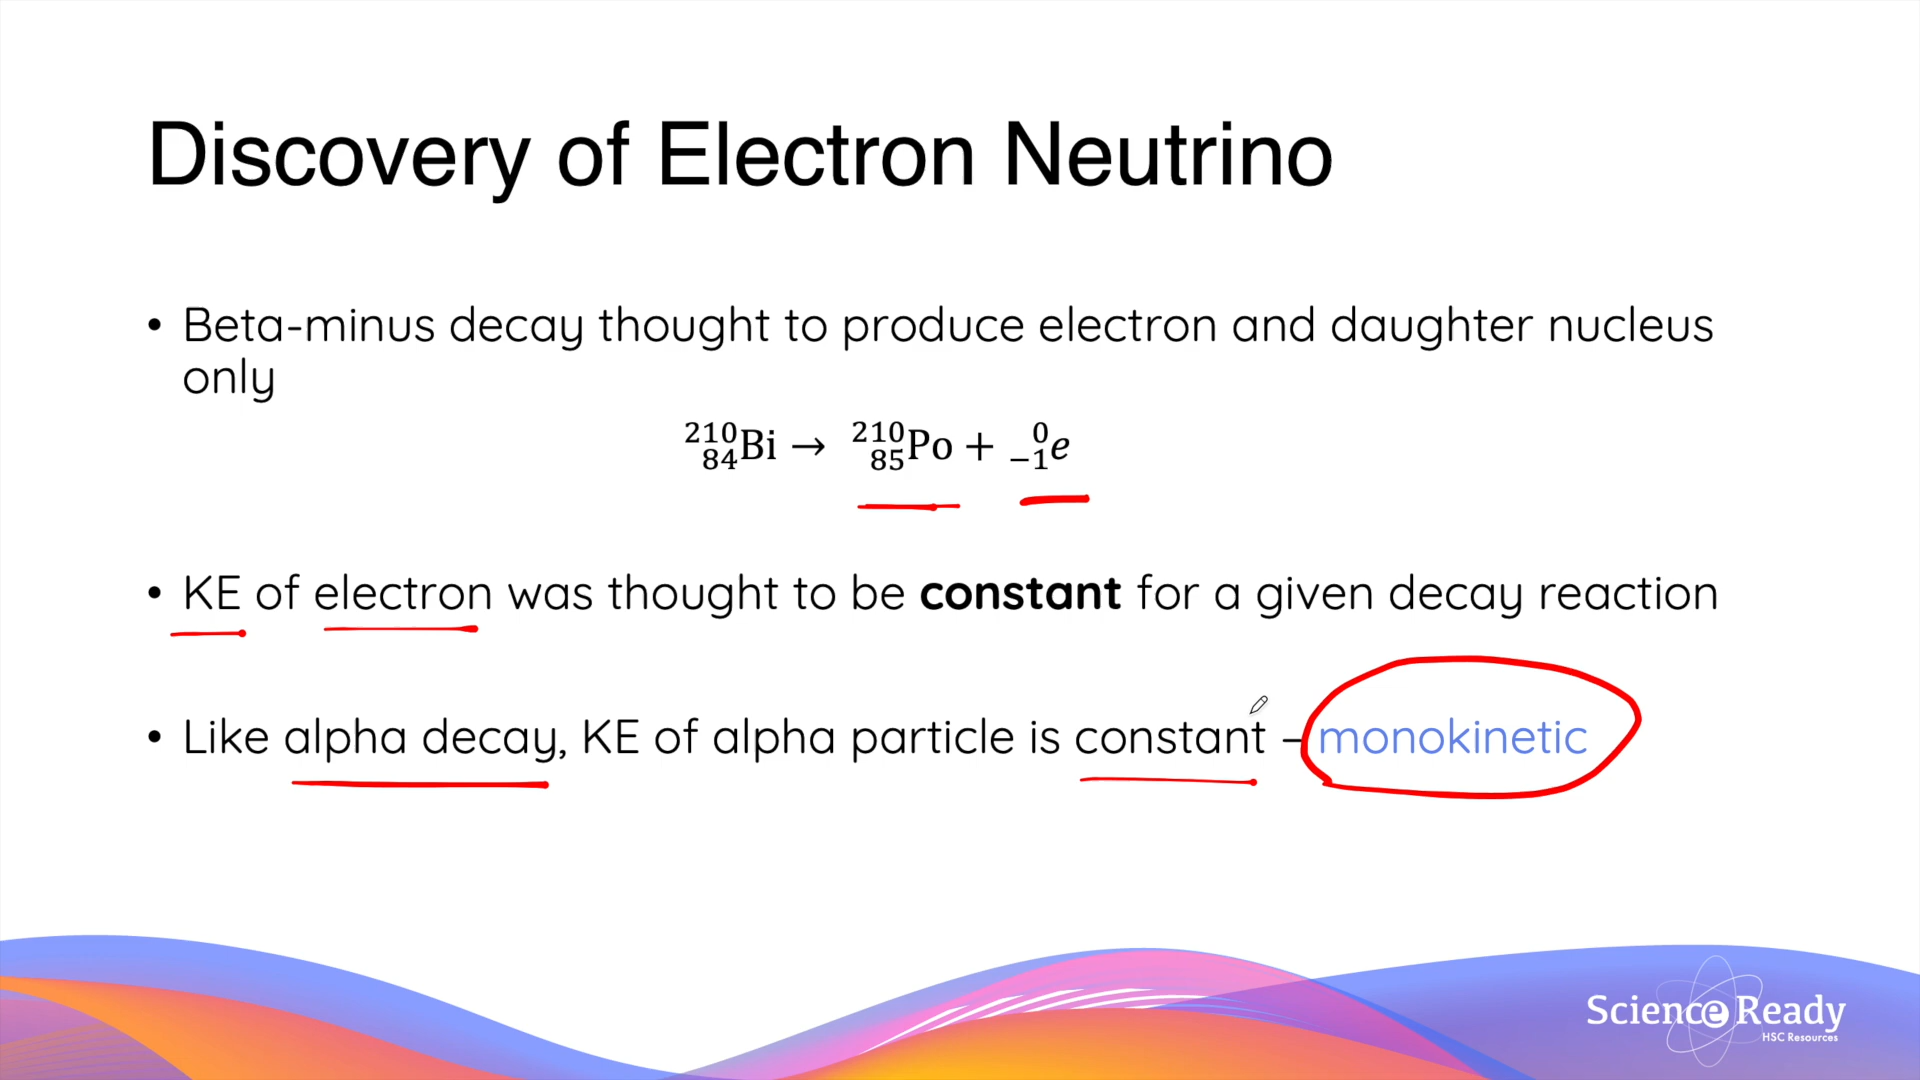 Discovery of Electron Neutrino
• Beta-minus decay thought to produce electron and daughter nucleus
only
²¹⁰₈₄Bi → ²¹⁰₈₅Po + ⁰₋₁e
• KE of electron was thought to be constant for a given decay reaction
• Like alpha decay, KE of alpha particle is constant – monokinetic
Science Ready
HSC Resources